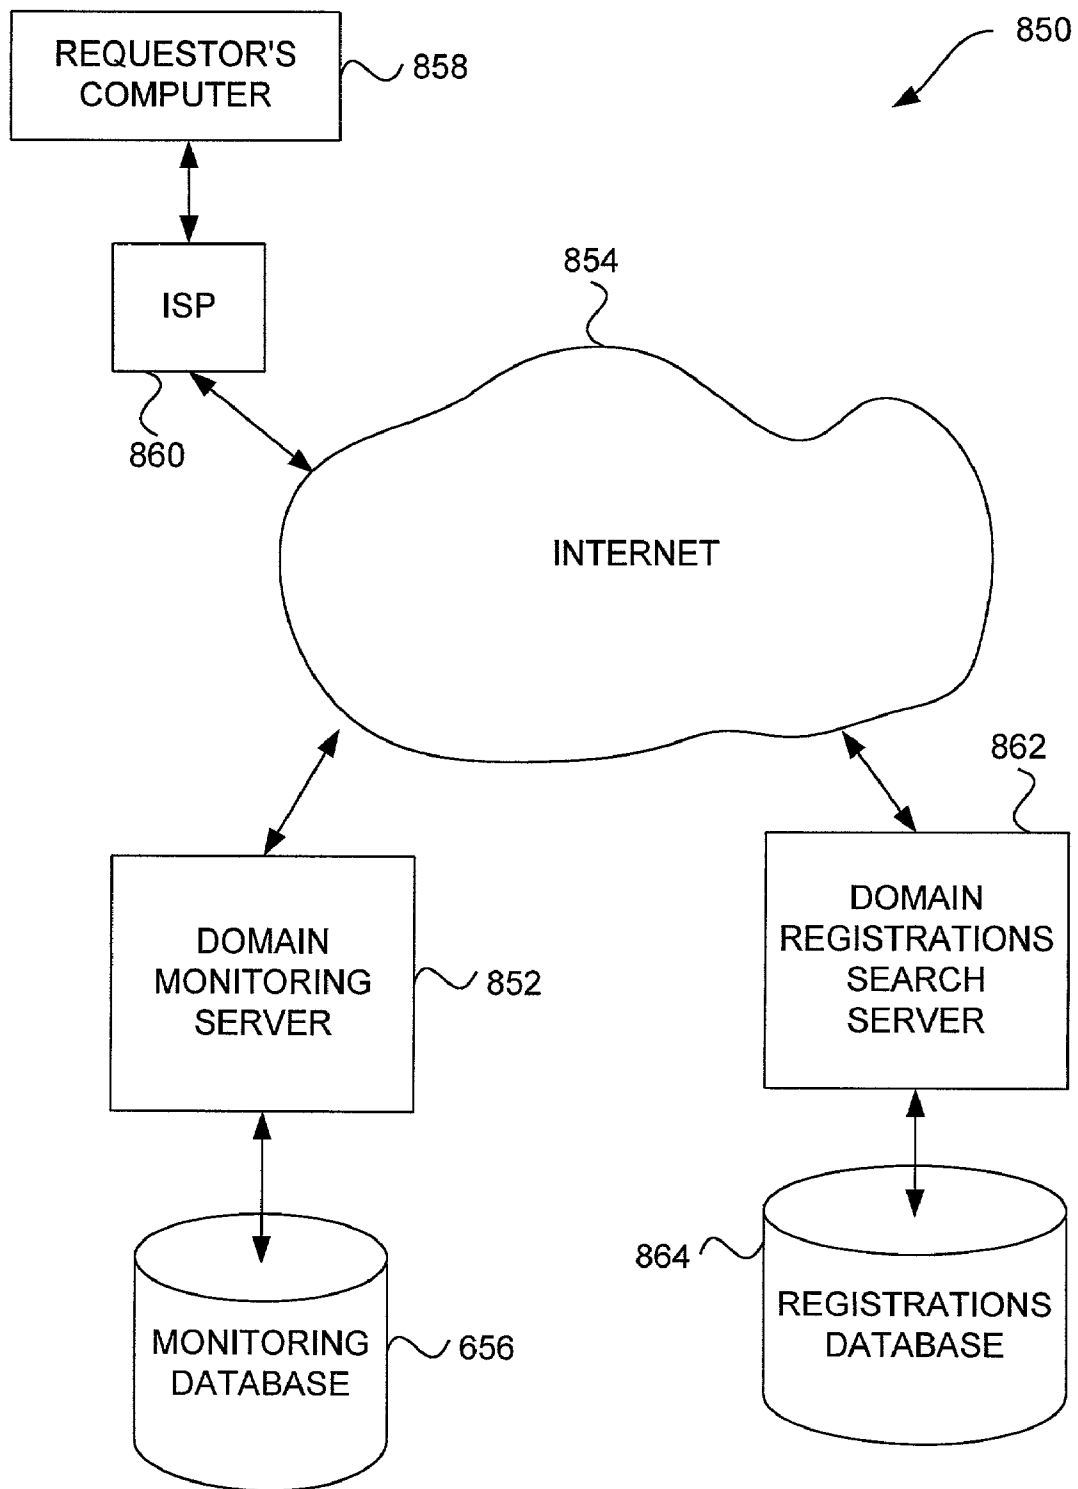 850
REQUESTOR'S
COMPUTER
858
ISP
860
854
INTERNET
862
DOMAIN
MONITORING
SERVER
852
DOMAIN
REGISTRATIONS
SEARCH
SERVER
864
MONITORING
DATABASE
656
REGISTRATIONS
DATABASE